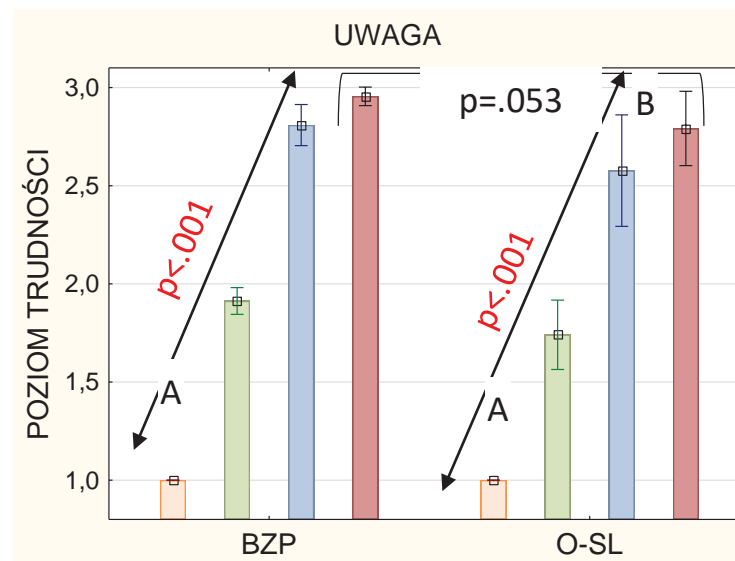 UWAGA
POZIOM TRUDNOŚCI
3,0
2,5
2,0
1,5
1,0
p<.001
A
p=.053
B
p<.001
A
BZP
O-SL